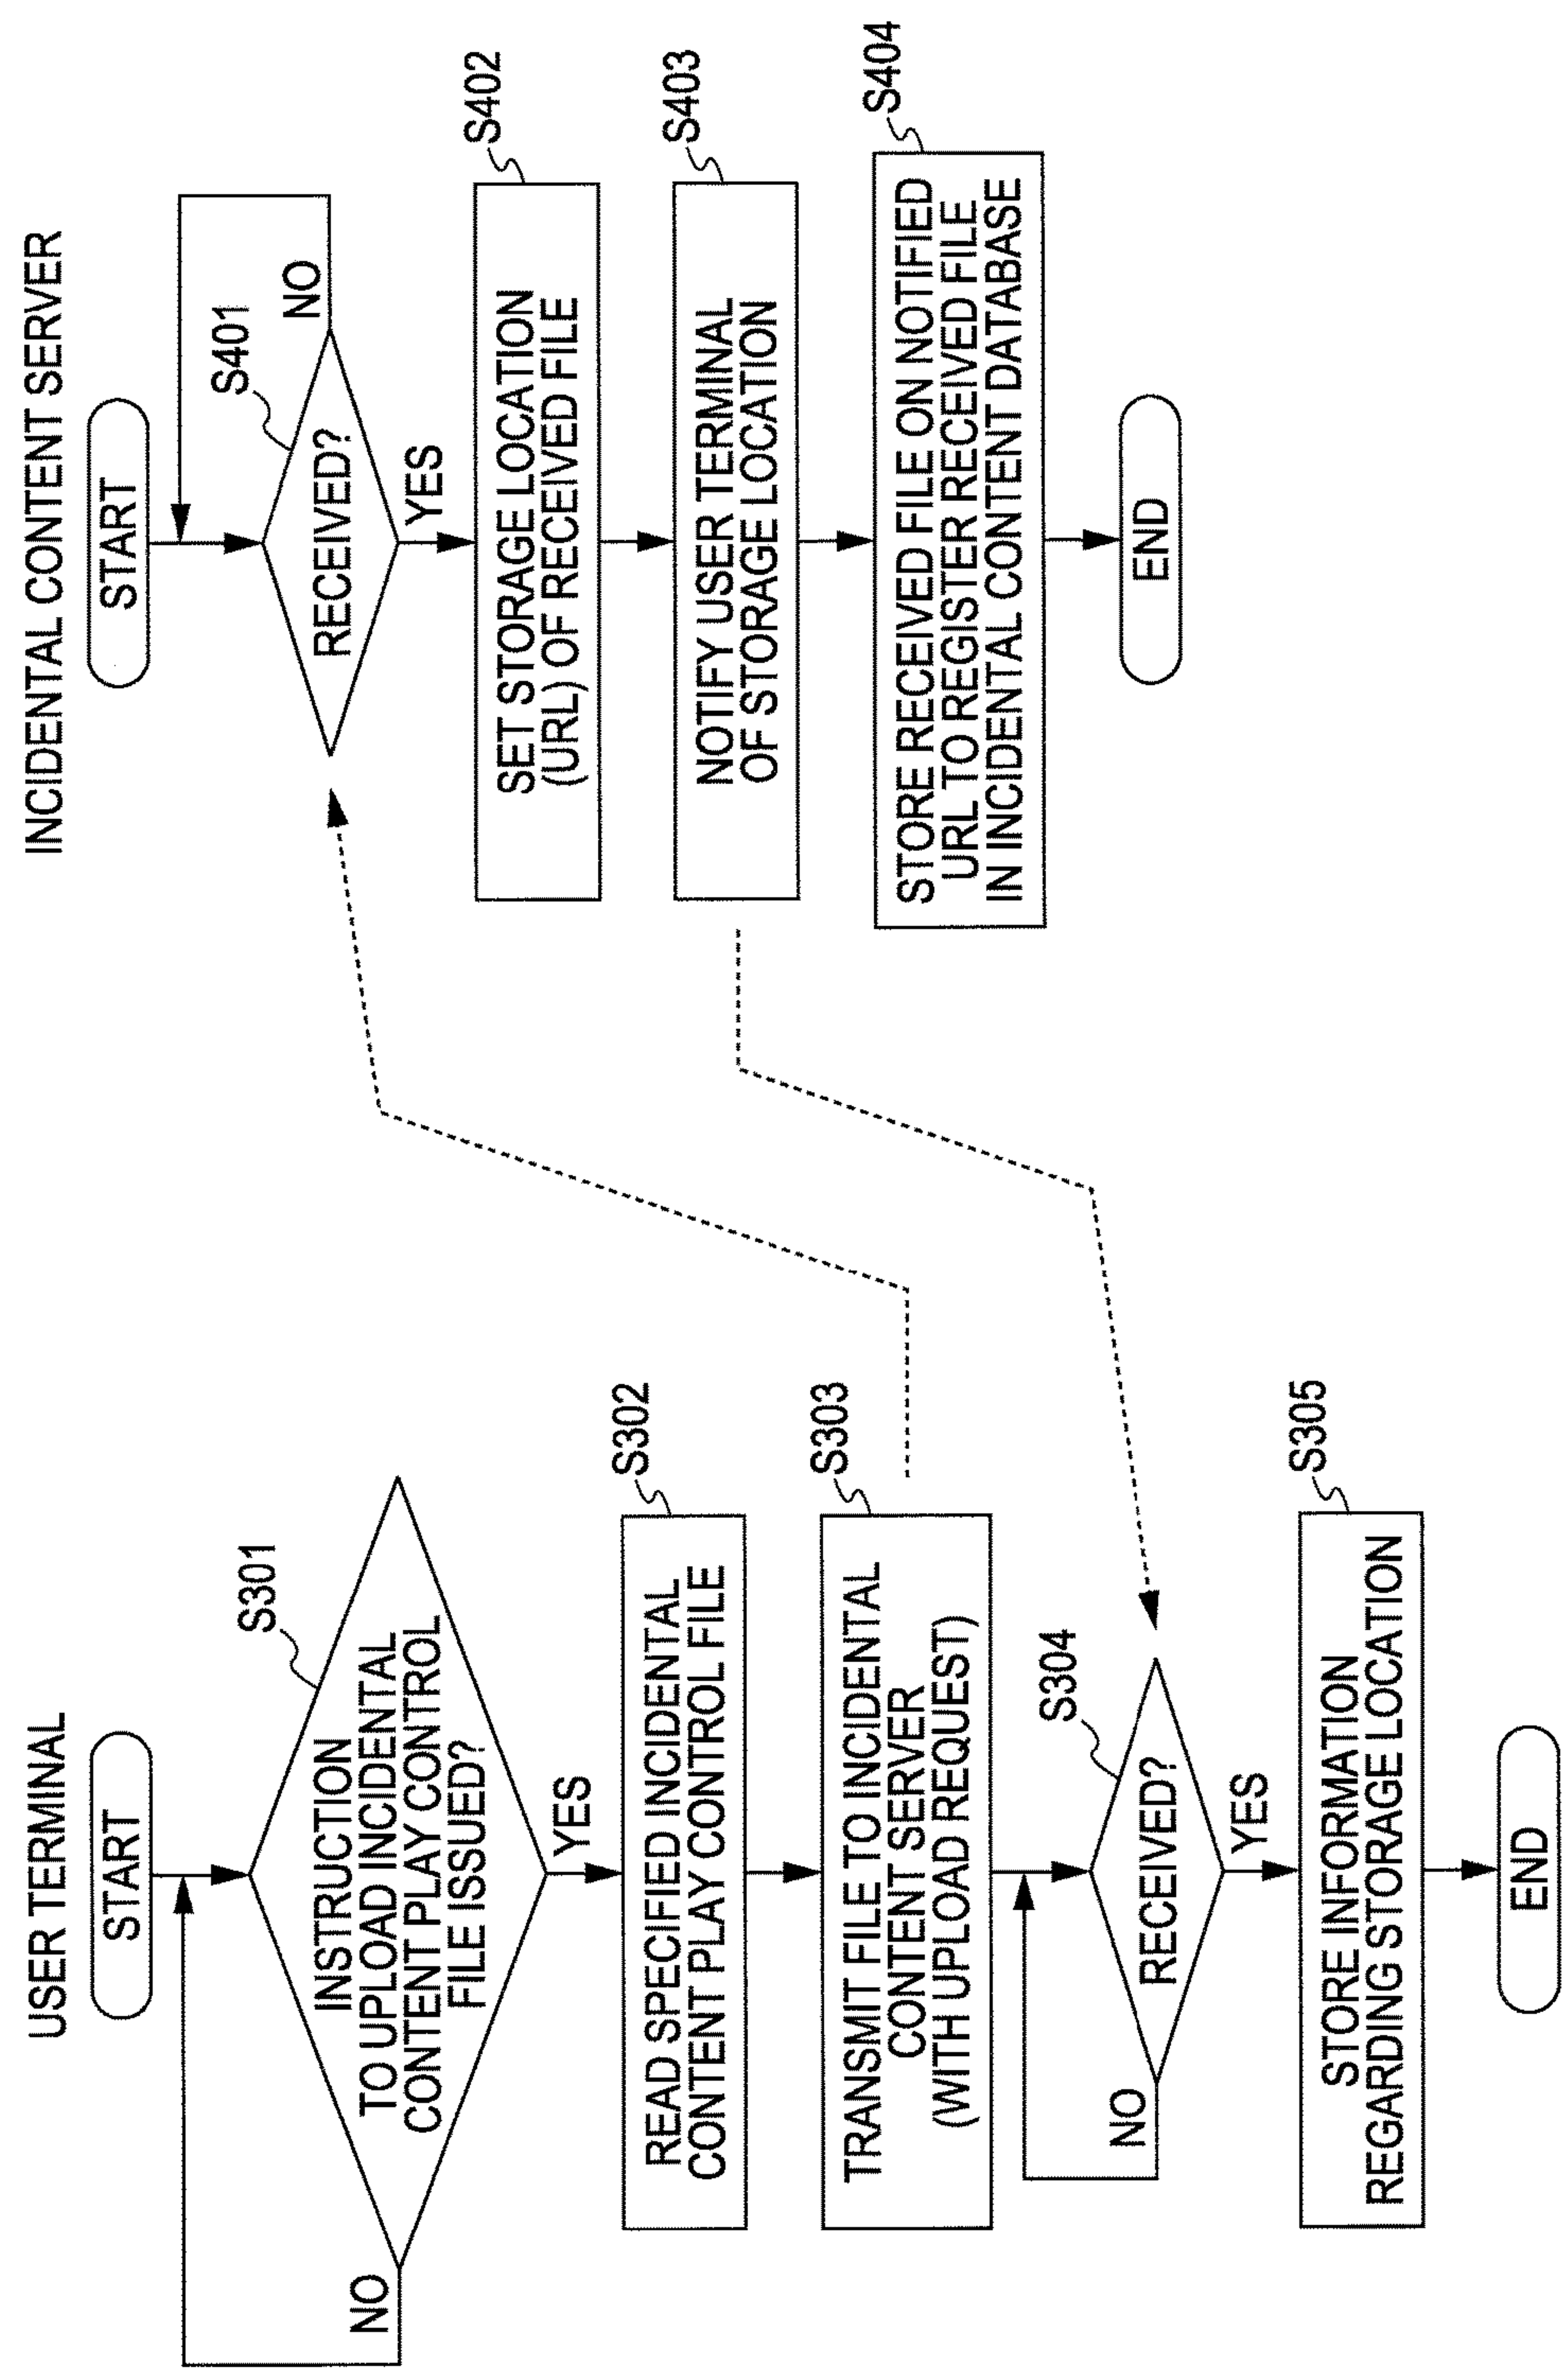 USER TERMINAL
START
S301
INSTRUCTION
TO UPLOAD INCIDENTAL
CONTENT PLAY CONTROL
FILE ISSUED?
NO
YES
S302
READ SPECIFIED INCIDENTAL
CONTENT PLAY CONTROL FILE
S303
TRANSMIT FILE TO INCIDENTAL
CONTENT SERVER
(WITH UPLOAD REQUEST)
S304
RECEIVED?
NO
YES
S305
STORE INFORMATION
REGARDING STORAGE LOCATION
END
INCIDENTAL CONTENT SERVER
START
S401
RECEIVED?
NO
YES
S402
SET STORAGE LOCATION
(URL) OF RECEIVED FILE
S403
NOTIFY USER TERMINAL
OF STORAGE LOCATION
S404
STORE RECEIVED FILE ON NOTIFIED
URL TO REGISTER RECEIVED FILE
IN INCIDENTAL CONTENT DATABASE
END